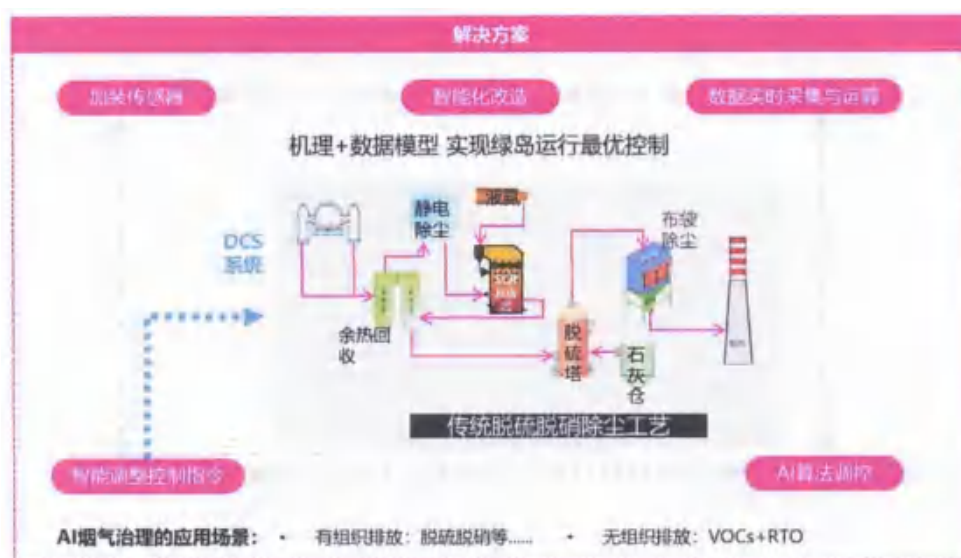 解决方案
加装传感器
智能化改造
数据实时采集与运算
机理+数据模型 实现绿岛运行最优控制
DCS
系统
静电
除尘
液氨
布袋
除尘
SCR
余热回
收
脱
硫
塔
石
灰
仓
传统脱硫脱硝除尘工艺
智能调整控制指令
AI算法调控
AI烟气治理的应用场景： • 有组织排放：脱硫脱硝等...... • 无组织排放：VOCs+RTO